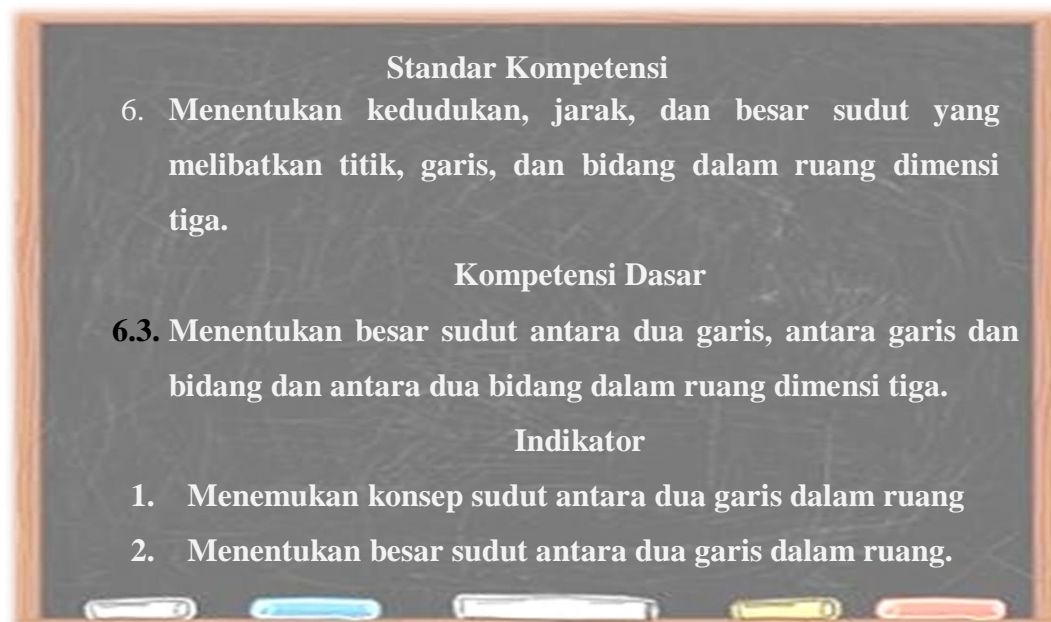 Standar Kompetensi
6. Menentukan kedudukan, jarak, dan besar sudut yang
melibatkan titik, garis, dan bidang dalam ruang dimensi
tiga.
Kompetensi Dasar
6.3. Menentukan besar sudut antara dua garis, antara garis dan
bidang dan antara dua bidang dalam ruang dimensi tiga.
Indikator
1. Menemukan konsep sudut antara dua garis dalam ruang
2. Menentukan besar sudut antara dua garis dalam ruang.